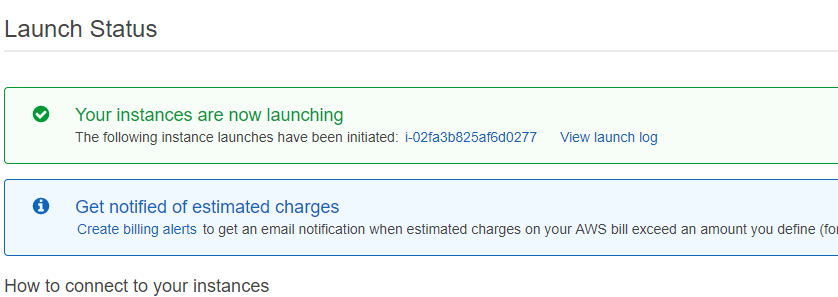 Launch Status
Your instances are now launching
The following instance launches have been initiated: i-02fa3b825af6d0277 View launch log
Get notified of estimated charges
Create billing alerts to get an email notification when estimated charges on your AWS bill exceed an amount you define (for
How to connect to your instances